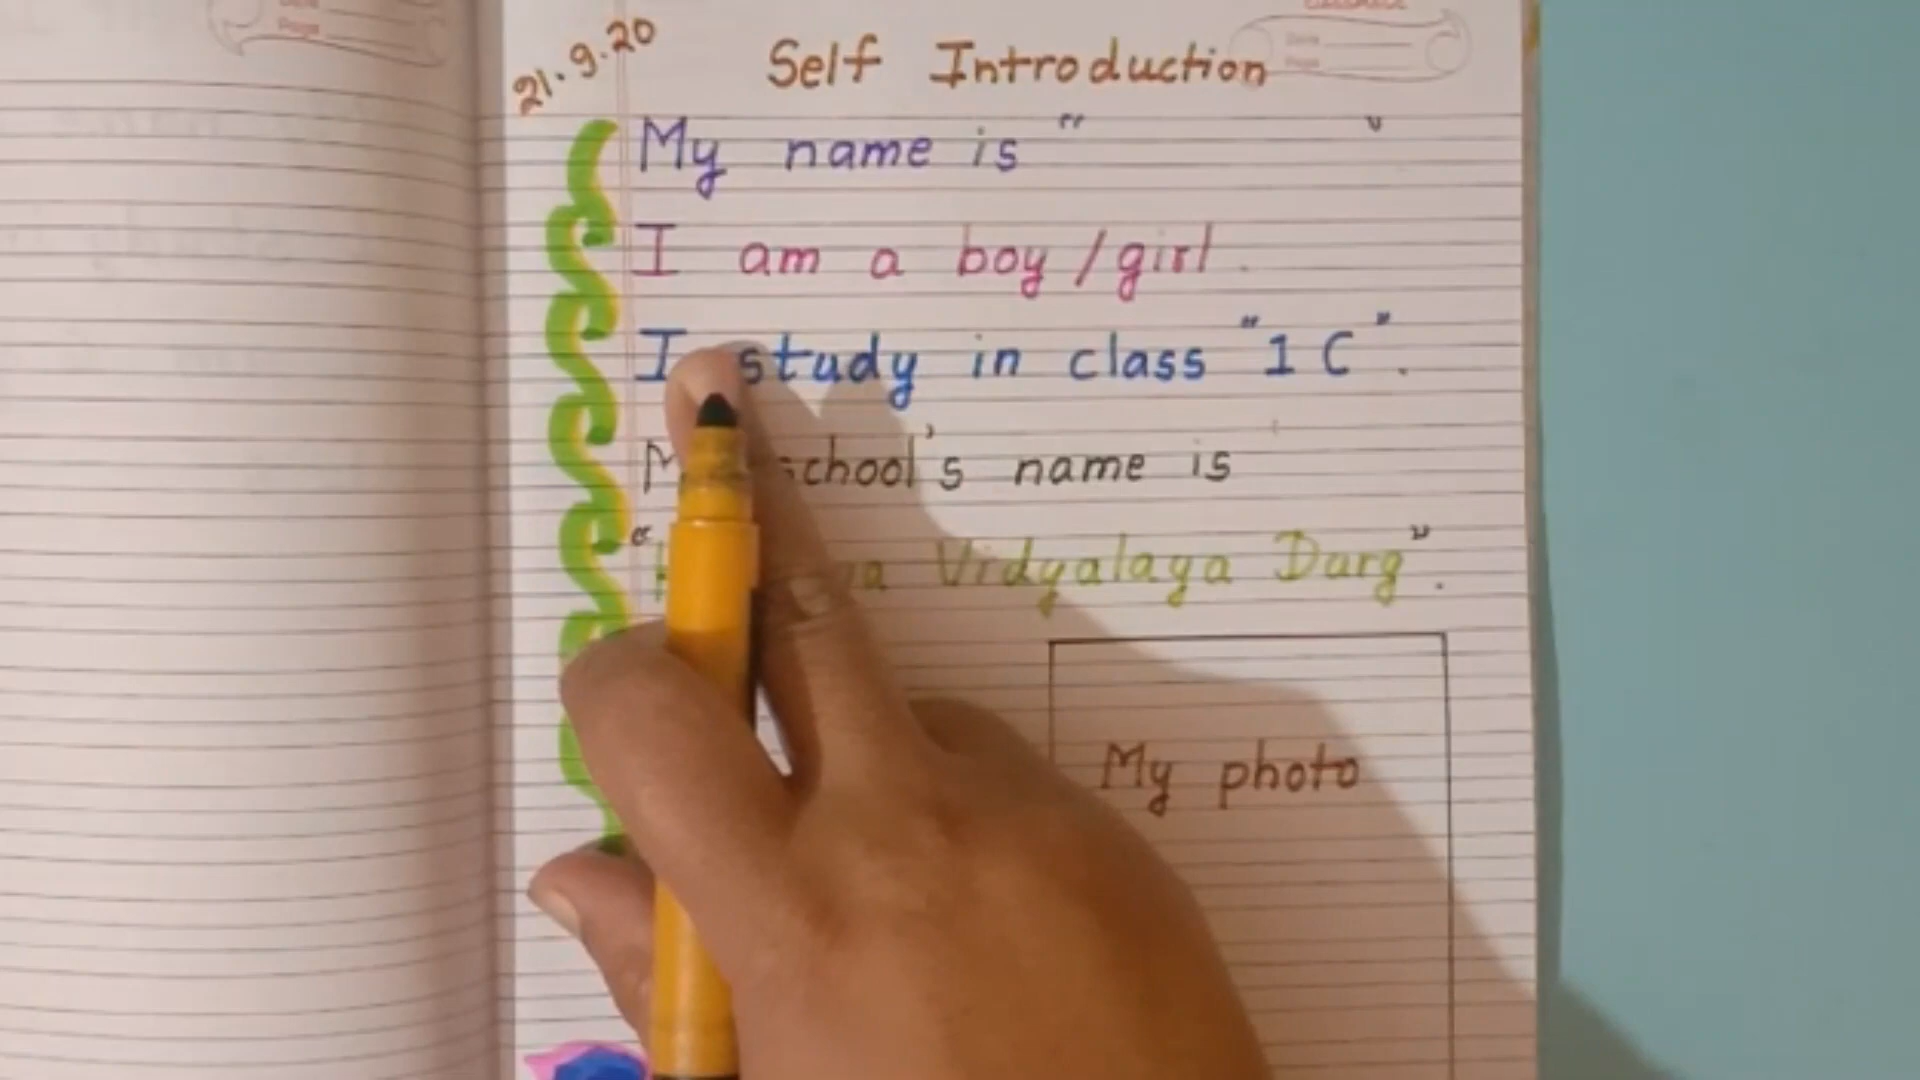 21.9.20
Self Introduction
My name is "            "
I am a boy / girl.
I study in class "1 C".
school's name is
Vidyalaya Durg".
My photo